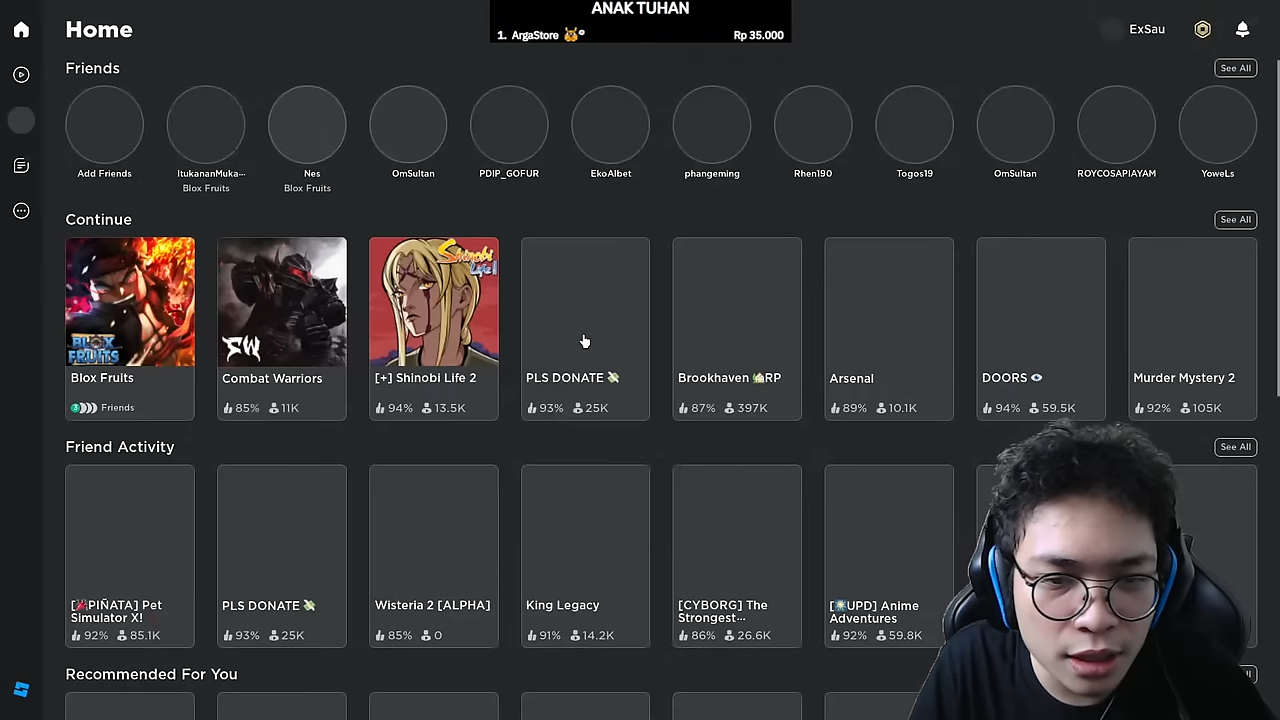 ANAK TUHAN
1. ArgaStore Rp 35.000
Home
ExSau
Friends
See All
Add Friends
ItukananMuka...
Blox Fruits
Nes
Blox Fruits
OmSultan
PDIP_GOFUR
EkoAlbet
phangeming
Rhen190
Togos19
OmSultan
ROYCOSAPIAYAM
YoweLs
Continue
See All
BLOX
FRUITS
Blox Fruits
3 Friends
Combat Warriors
85% 11K
Shinobi
Life
[+] Shinobi Life 2
94% 13.5K
PLS DONATE 💸
93% 25K
Brookhaven 🏡RP
87% 397K
Arsenal
89% 10.1K
DOORS 👁️
94% 59.5K
Murder Mystery 2
92% 105K
Friend Activity
See All
[🎉PIÑATA] Pet
Simulator X!
92% 85.1K
PLS DONATE 💸
93% 25K
Wisteria 2 [ALPHA]
85% 0
King Legacy
91% 14.2K
[CYBORG] The
Strongest...
86% 26.6K
[🎆UPD] Anime
Adventures
92% 59.8K
Recommended For You